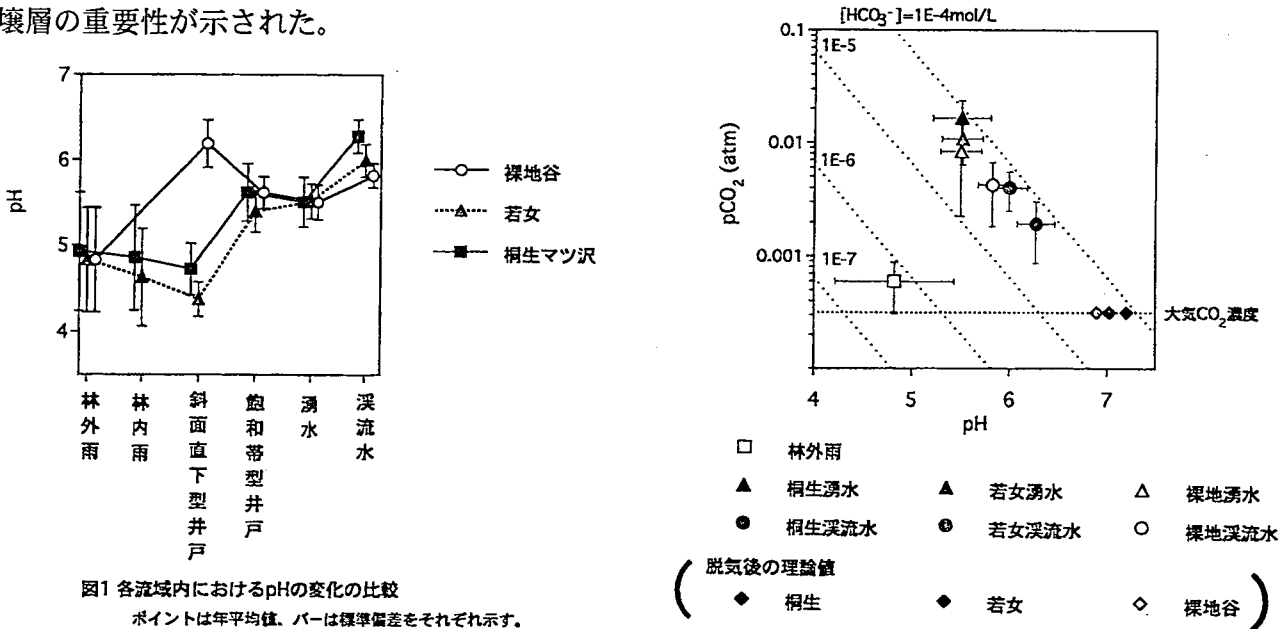 壌層の重要性が示された。
7
6
5
4
pH
裸地谷
若女
桐生マツ沢
林外雨
林内雨
斜面直下型井戸
飽和帯型井戸
湧水
渓流水
図1 各流域内におけるpHの変化の比較
ポイントは年平均値、バーは標準偏差をそれぞれ示す。
[HCO₃⁻]=1E-4mol/L
0.1
0.01
0.001
pCO₂ (atm)
1E-5
1E-6
1E-7
大気CO₂濃度
4 5 6 7
pH
林外雨
桐生湧水 若女湧水 裸地湧水
桐生渓流水 若女渓流水 裸地渓流水
脱気後の理論値
桐生 若女 裸地谷